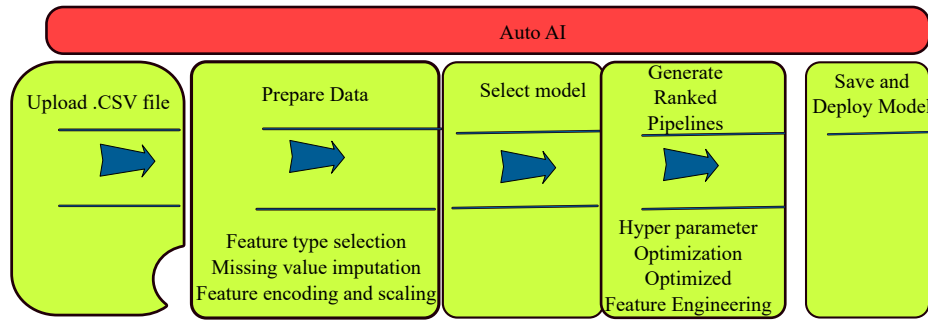 Auto AI
Upload .CSV file
Prepare Data
Feature type selection
Missing value imputation
Feature encoding and scaling
Select model
Generate
Ranked
Pipelines
Hyper parameter
Optimization
Optimized
Feature Engineering
Save and
Deploy Model